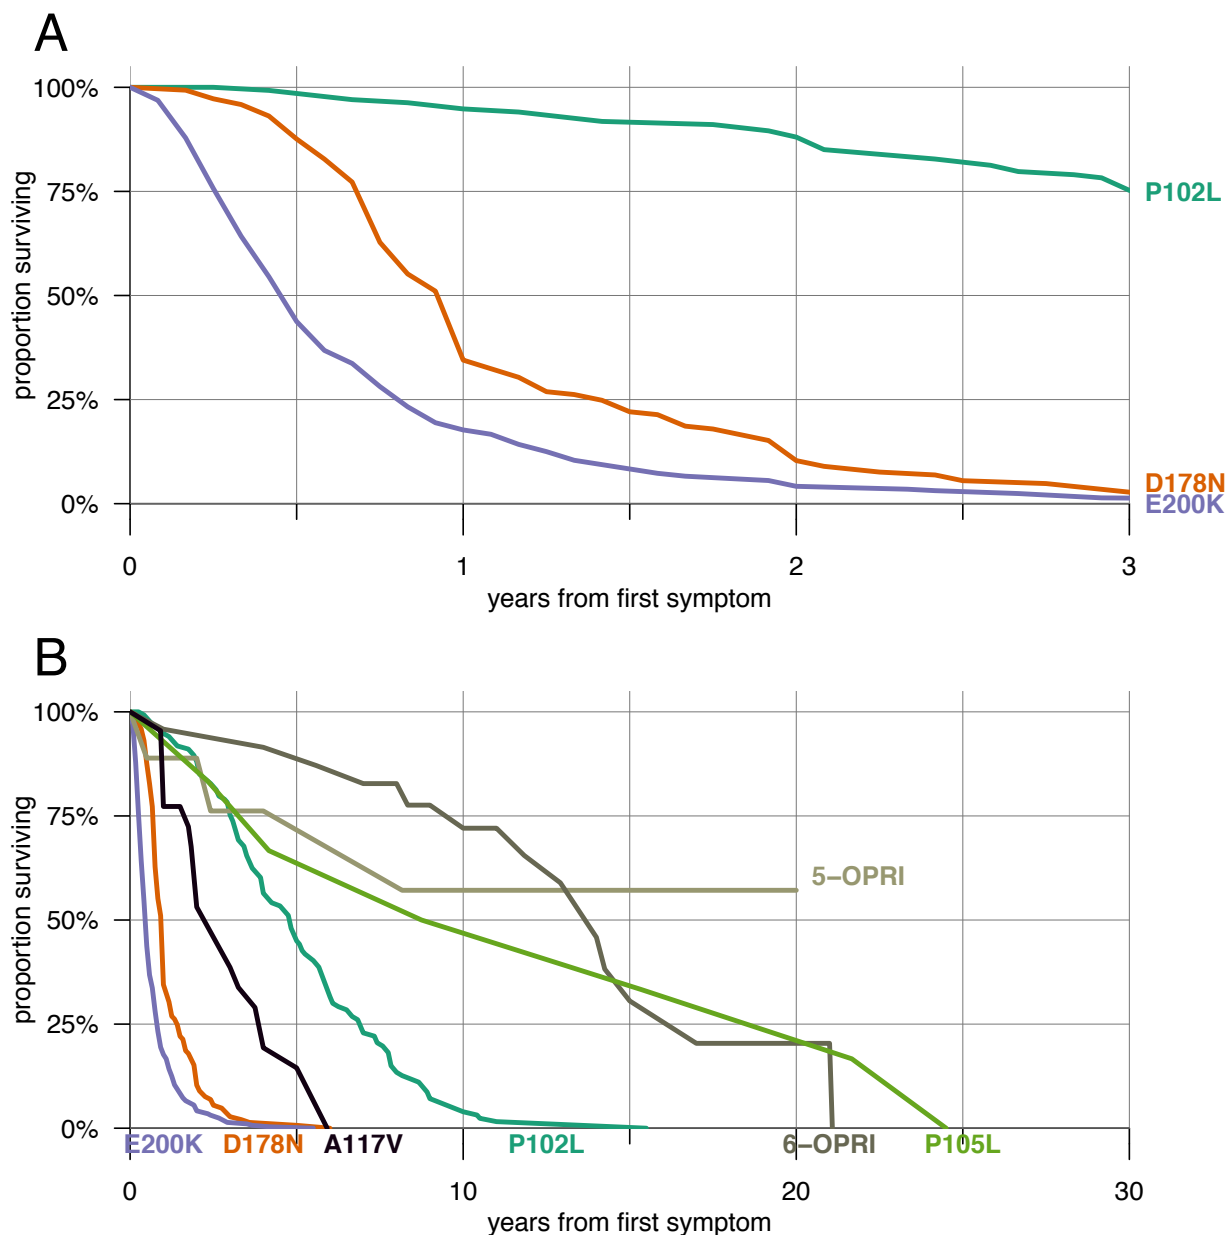 A
100%
75%
50%
25%
0%
proportion surviving
P102L
D178N
E200K
0 1 2 3
years from first symptom
B
100%
75%
50%
25%
0%
proportion surviving
5−OPRI
E200K D178N A117V P102L 6−OPRI P105L
0 10 20 30
years from first symptom